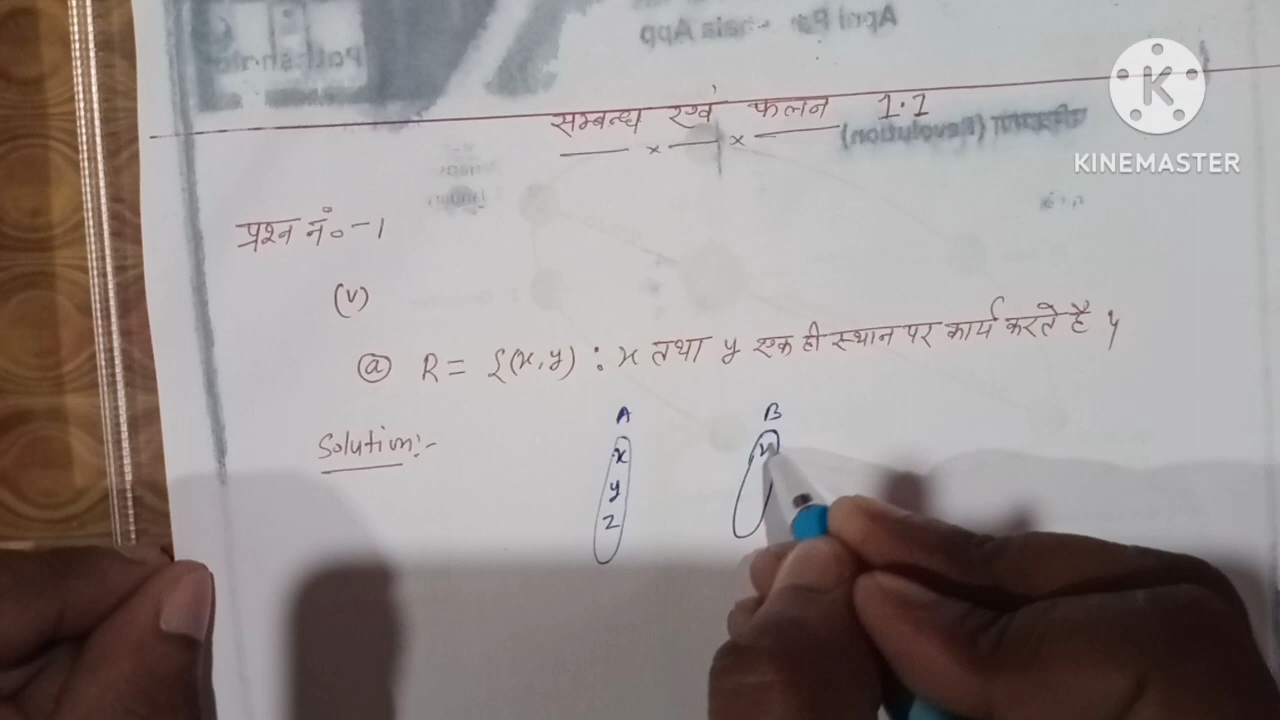 सम्बन्ध एवं फलन 1.1
प्रश्न नं० -1
(v)
ⓐ R = {(x, y) : x तथा y एक ही स्थान पर कार्य करते है }
Solution:-
A B
x x
y
z
KINEMASTER